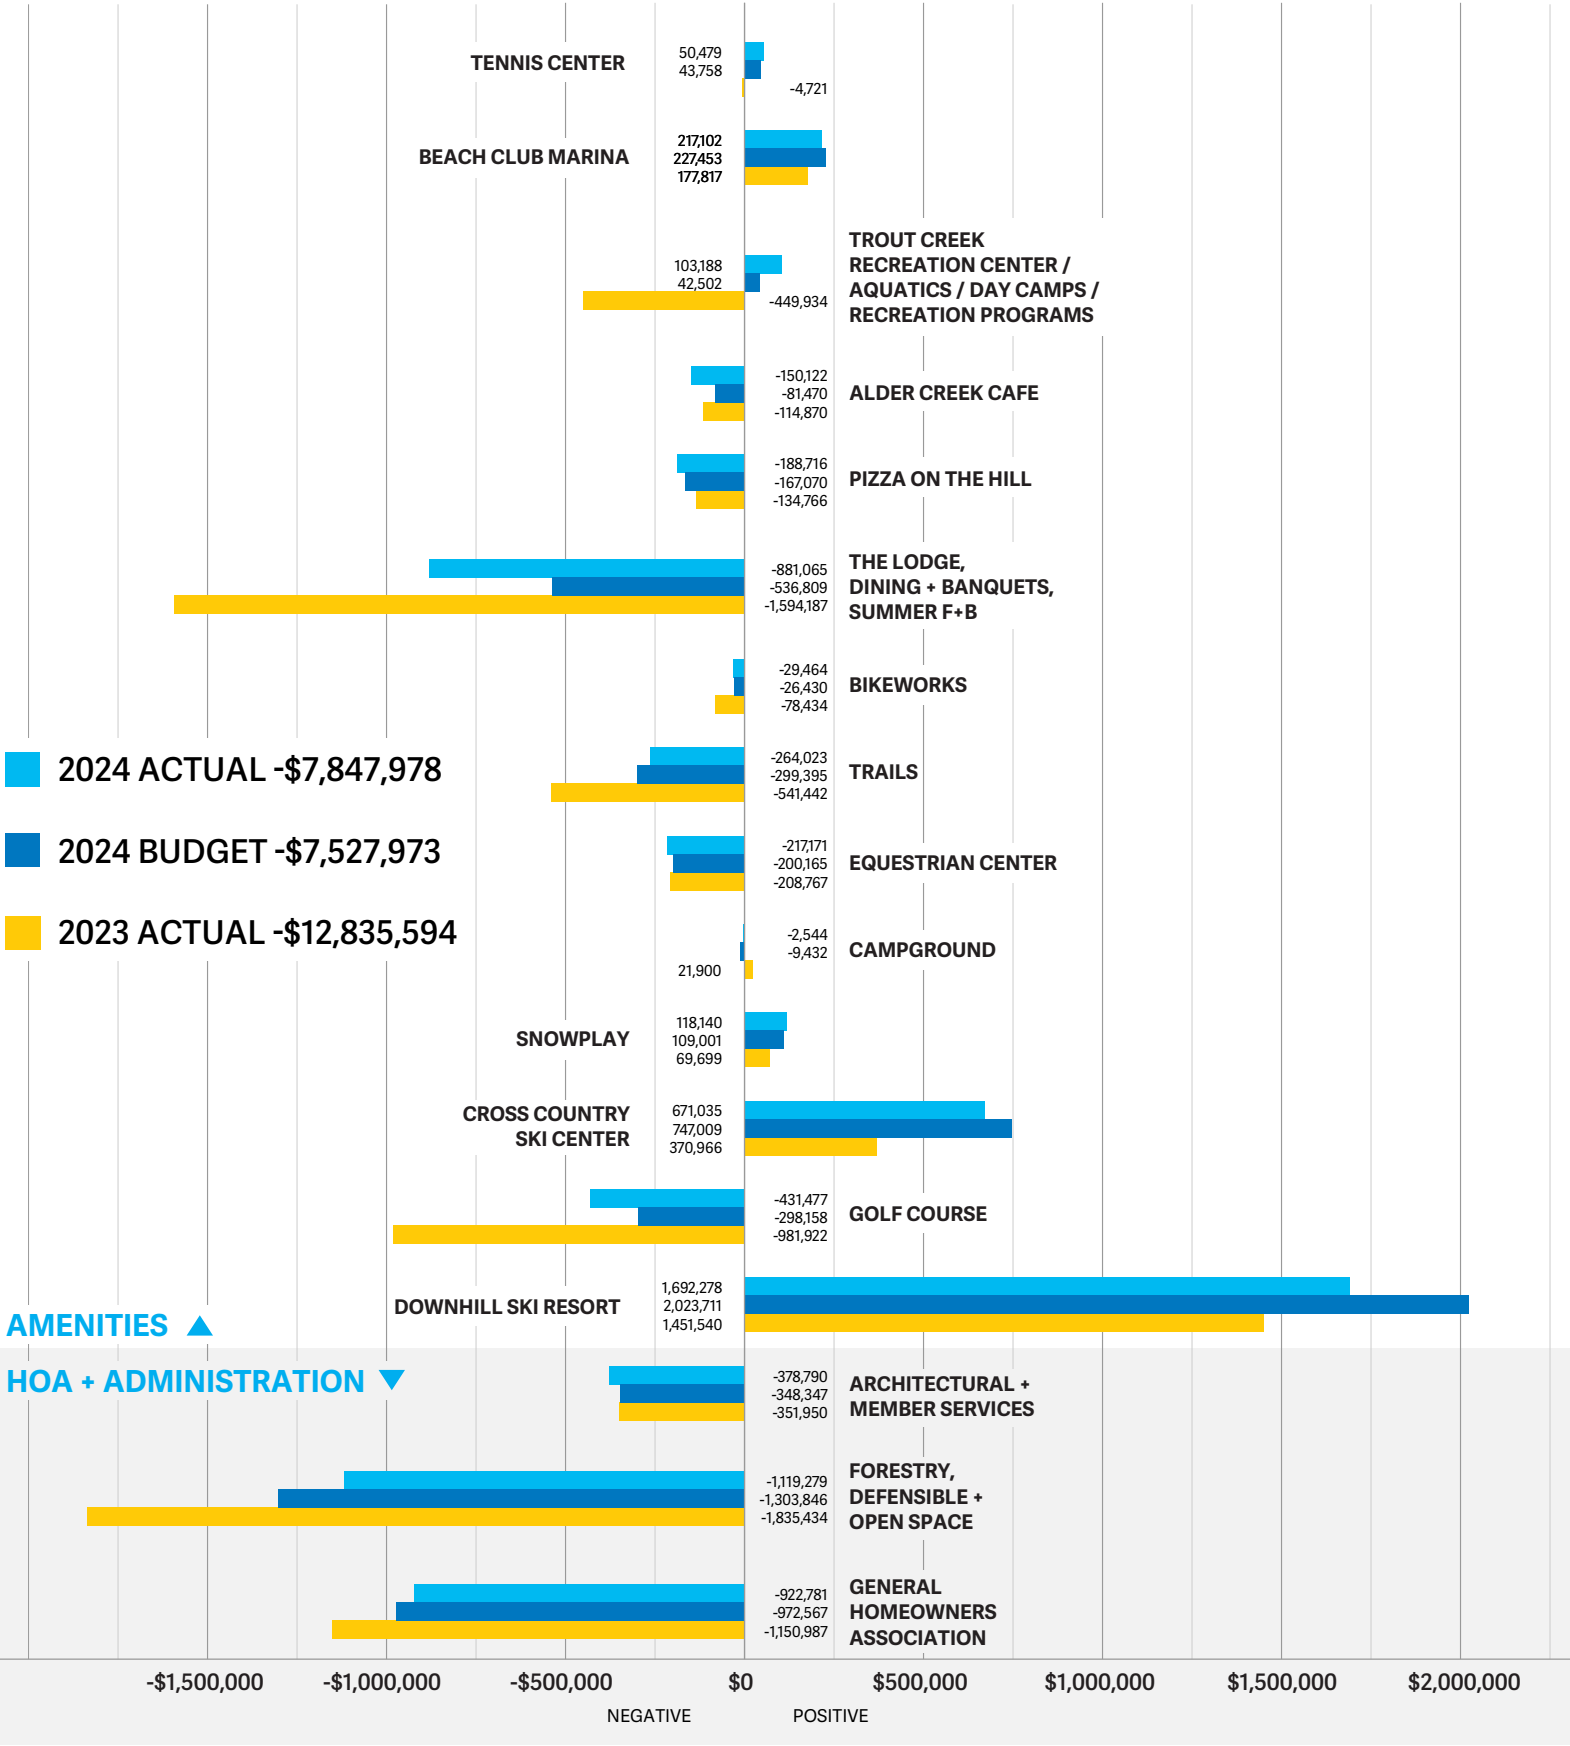 TENNIS CENTER
50,479
43,758
-4,721
BEACH CLUB MARINA
217,102
227,453
177,817
TROUT CREEK
RECREATION CENTER /
AQUATICS / DAY CAMPS /
RECREATION PROGRAMS
103,188
42,502
-449,934
-150,122
-81,470
-114,870
ALDER CREEK CAFE
-188,716
-167,070
-134,766
PIZZA ON THE HILL
-881,065
-536,809
-1,594,187
THE LODGE,
DINING + BANQUETS,
SUMMER F+B
-29,464
-26,430
-78,434
BIKEWORKS
2024 ACTUAL -$7,847,978
2024 BUDGET -$7,527,973
2023 ACTUAL -$12,835,594
-264,023
-299,395
-541,442
TRAILS
-217,171
-200,165
-208,767
EQUESTRIAN CENTER
-2,544
-9,432
21,900
CAMPGROUND
SNOWPLAY
118,140
109,001
69,699
CROSS COUNTRY
SKI CENTER
671,035
747,009
370,966
-431,477
-298,158
-981,922
GOLF COURSE
DOWNHILL SKI RESORT
1,692,278
2,023,711
1,451,540
AMENITIES
HOA + ADMINISTRATION
-378,790
-348,347
-351,950
ARCHITECTURAL +
MEMBER SERVICES
-1,119,279
-1,303,846
-1,835,434
FORESTRY,
DEFENSIBLE +
OPEN SPACE
-922,781
-972,567
-1,150,987
GENERAL
HOMEOWNERS
ASSOCIATION
-$1,500,000 -$1,000,000 -$500,000 $0 $500,000 $1,000,000 $1,500,000 $2,000,000
NEGATIVE POSITIVE